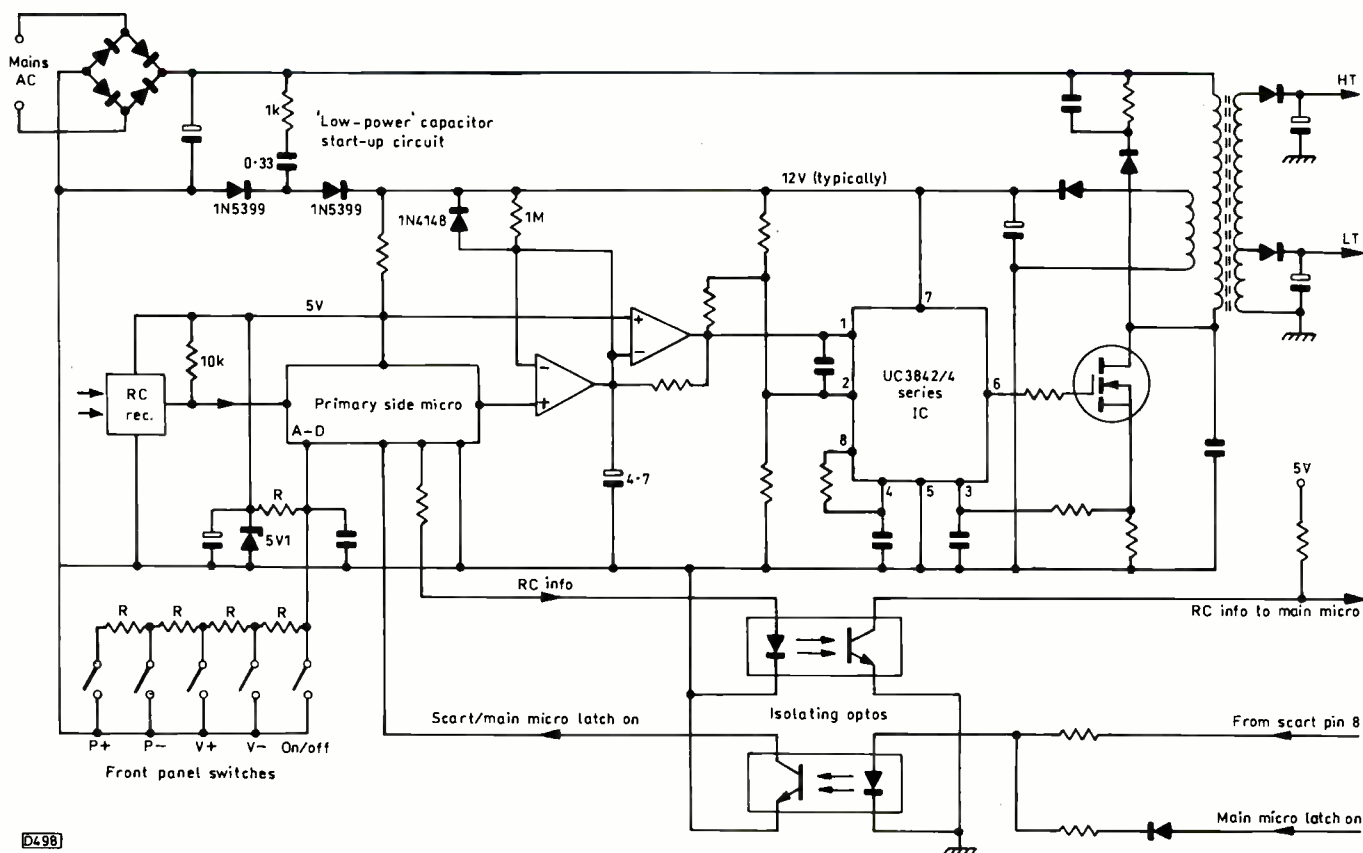 Mains
AC
1k
0·33
'Low-power' capacitor
start-up circuit
HT
12V (typically)
1N5399
1N5399
1N4148
1M
LT
5V
10k
RC
rec.
Primary side micro
A-D
+
-
-
+
7
1
2
8
6
UC3842/4
series
IC
4
5
3
R
5V1
4·7
5V
RC info
RC info to main micro
R
R
R
R
P+
P-
V+
V-
On/off
Front panel switches
Scart/main micro latch on
Isolating optos
From scart pin 8
Main micro latch on
D498